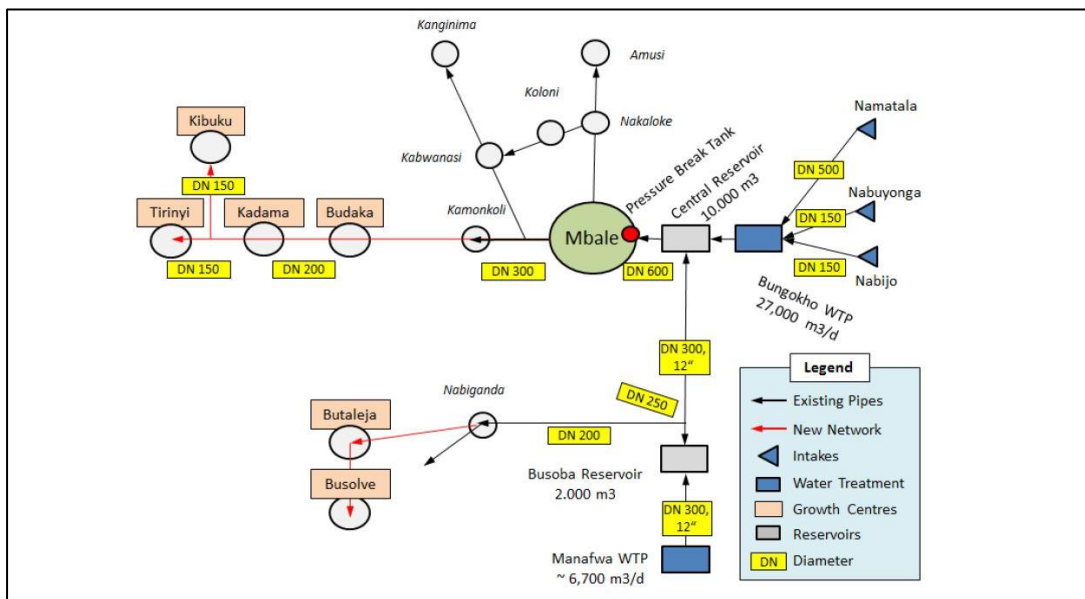 Kanginima
Amusi
Koloni
Nakaloke
Kabwanasi
Kibuku
DN 150
Tirinyi
Kadama
Budaka
Kamonkoli
DN 150
DN 200
DN 300
Mbale
Pressure Break Tank
Central Reservoir
10.000 m3
DN 600
Namatala
DN 500
Nabuyonga
DN 150
DN 150
Nabijo
Bungokho WTP
27,000 m3/d
DN 300,
12“
DN 250
Nabiganda
DN 200
Butaleja
Busolve
Busoba Reservoir
2.000 m3
DN 300,
12“
Manafwa WTP
~ 6,700 m3/d
Legend
Existing Pipes
New Network
Intakes
Water Treatment
Growth Centres
Reservoirs
DN Diameter